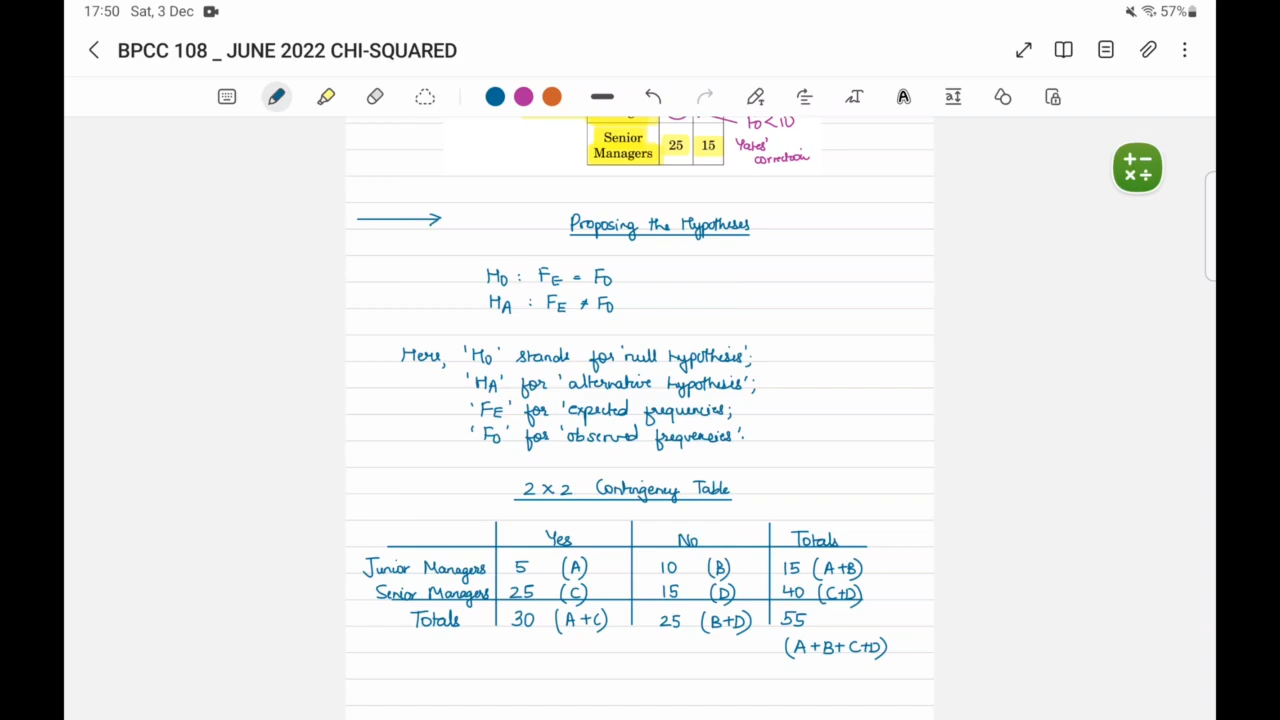 17:50 Sat, 3 Dec 57%
BPCC 108 _ JUNE 2022 CHI-SQUARED
Fo < 10
Senior Managers 25 15 Yates' correction
Proposing the Hypotheses
H0 : FE = FO
HA : FE ≠ FO
Here, 'H0' stands for 'null hypothesis';
'HA' for 'alternative hypothesis';
'FE' for 'expected frequencies;
'FO' for 'observed frequencies'.
2 x 2 Contingency Table
Yes No Totals
Junior Managers 5 (A) 10 (B) 15 (A+B)
Senior Managers 25 (C) 15 (D) 40 (C+D)
Totals 30 (A+C) 25 (B+D) 55
(A+B+C+D)